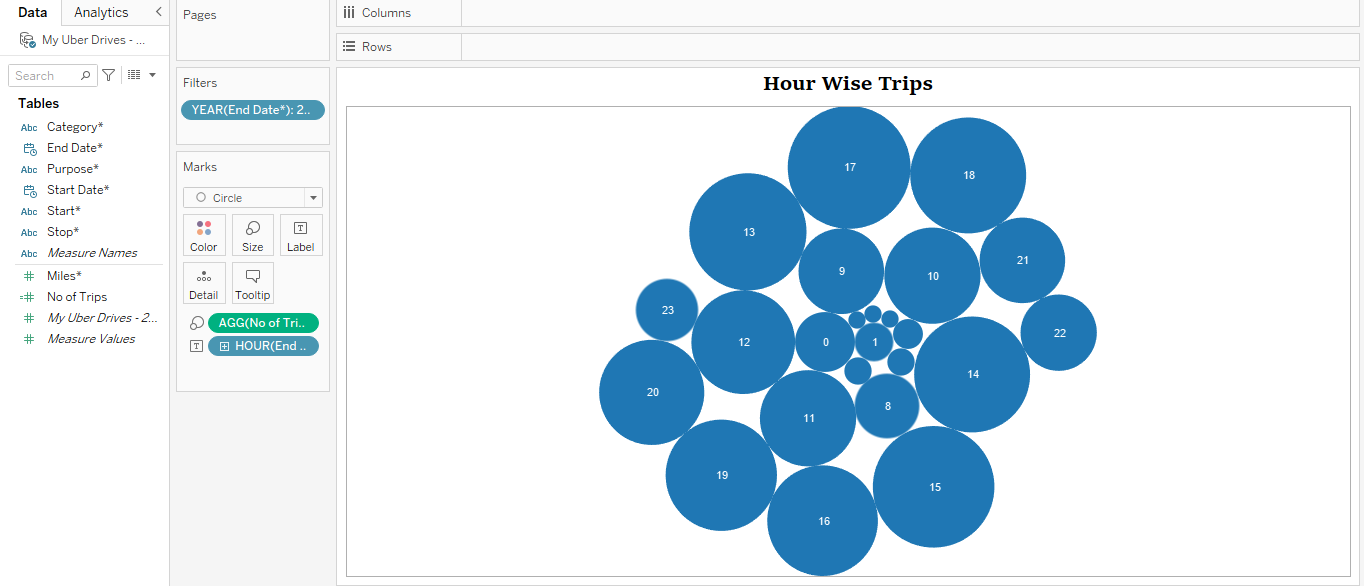 Data
Analytics
My Uber Drives - ...
Search
Tables
Abc Category*
End Date*
Abc Purpose*
Start Date*
Abc Start*
Abc Stop*
Abc Measure Names
Miles*
No of Trips
My Uber Drives - 2...
Measure Values
Pages
Filters
YEAR(End Date*): 2..
Marks
Circle
Color Size Label
Detail Tooltip
AGG(No of Tri..
HOUR(End ..
Columns
Rows
Hour Wise Trips
17
18
13
21
9
10
23
22
12
0
1
14
20
8
11
19
15
16